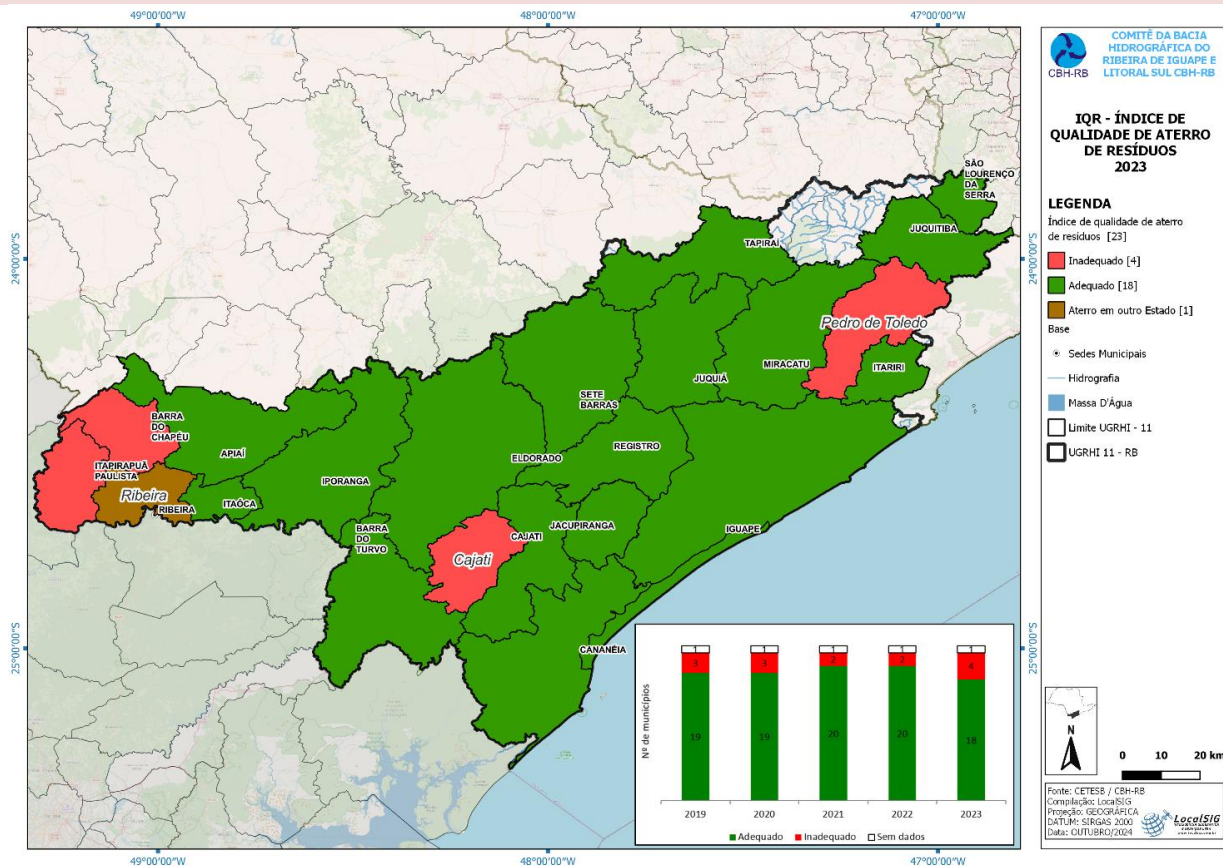 49°00'00"W
48°00'00"W
47°00'00"W
24°00'00"S
25°00'00"S
24°00'00"S
25°00'00"S
SÃO
LOURENÇO
DA
SERRA
JUQUITIBA
TAPIRAÍ
Pedro de Toledo
MIRACATU
ITARIRI
JUQUIÁ
SETE
BARRAS
REGISTRO
ELDORADO
BARRA
DO
CHAPÉU
APIAÍ
ITAPIRAPUÃ
PAULISTA
Ribeira
RIBEIRA
ITAÓCA
IPORANGA
BARRA
DO
TURVO
CAJATI
Cajati
JACUPIRANGA
IGUAPE
CANANÉIA
Nº de municípios
1
1
1
1
1
3
3
2
2
4
19
19
20
20
18
2019
2020
2021
2022
2023
Adequado
Inadequado
Sem dados
49°00'00"W
48°00'00"W
47°00'00"W
CBH-RB
COMITÊ DA BACIA
HIDROGRÁFICA DO
RIBEIRA DE IGUAPE E
LITORAL SUL CBH-RB
IQR - ÍNDICE DE
QUALIDADE DE ATERRO
DE RESÍDUOS
2023
LEGENDA
Índice de qualidade de aterro
de resíduos [23]
Inadequado [4]
Adequado [18]
Aterro em outro Estado [1]
Base
Sedes Municipais
Hidrografia
Massa D'Água
Limite UGRHI - 11
UGRHI 11 - RB
N
0 10 20 km
Fonte: CETESB / CBH-RB
Compilação: LocalSIG
Projeção: GEOGRÁFICA
DATUM: SIRGAS 2000
Data: OUTUBRO/2024
LocalSIG